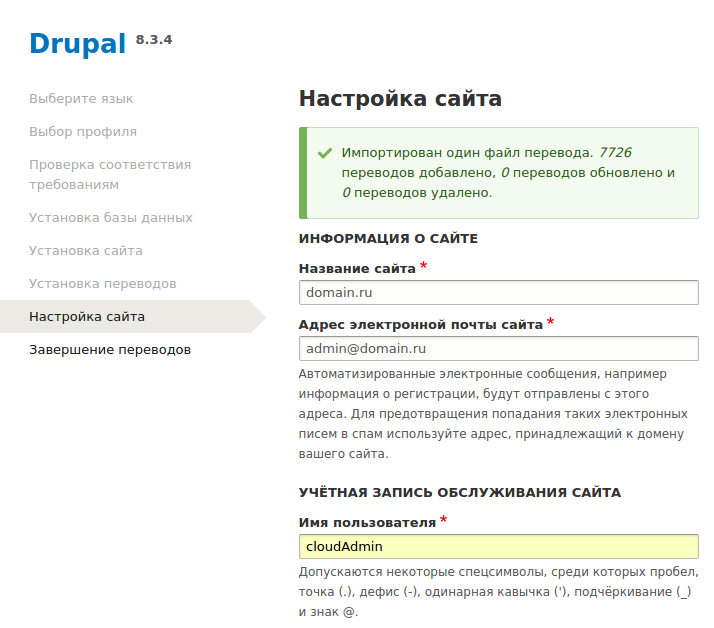 Drupal 8.3.4
Выберите язык
Выбор профиля
Проверка соответствия
требованиям
Установка базы данных
Установка сайта
Установка переводов
Настройка сайта
Завершение переводов
Настройка сайта
Импортирован один файл перевода. 7726
переводов добавлено, 0 переводов обновлено и
0 переводов удалено.
ИНФОРМАЦИЯ О САЙТЕ
Название сайта *
domain.ru
Адрес электронной почты сайта *
admin@domain.ru
Автоматизированные электронные сообщения, например
информация о регистрации, будут отправлены с этого
адреса. Для предотвращения попадания таких электронных
писем в спам используйте адрес, принадлежащий к домену
вашего сайта.
УЧЁТНАЯ ЗАПИСЬ ОБСЛУЖИВАНИЯ САЙТА
Имя пользователя *
cloudAdmin
Допускаются некоторые спецсимволы, среди которых пробел,
точка (.), дефис (-), одинарная кавычка ('), подчёркивание (_)
и знак @.